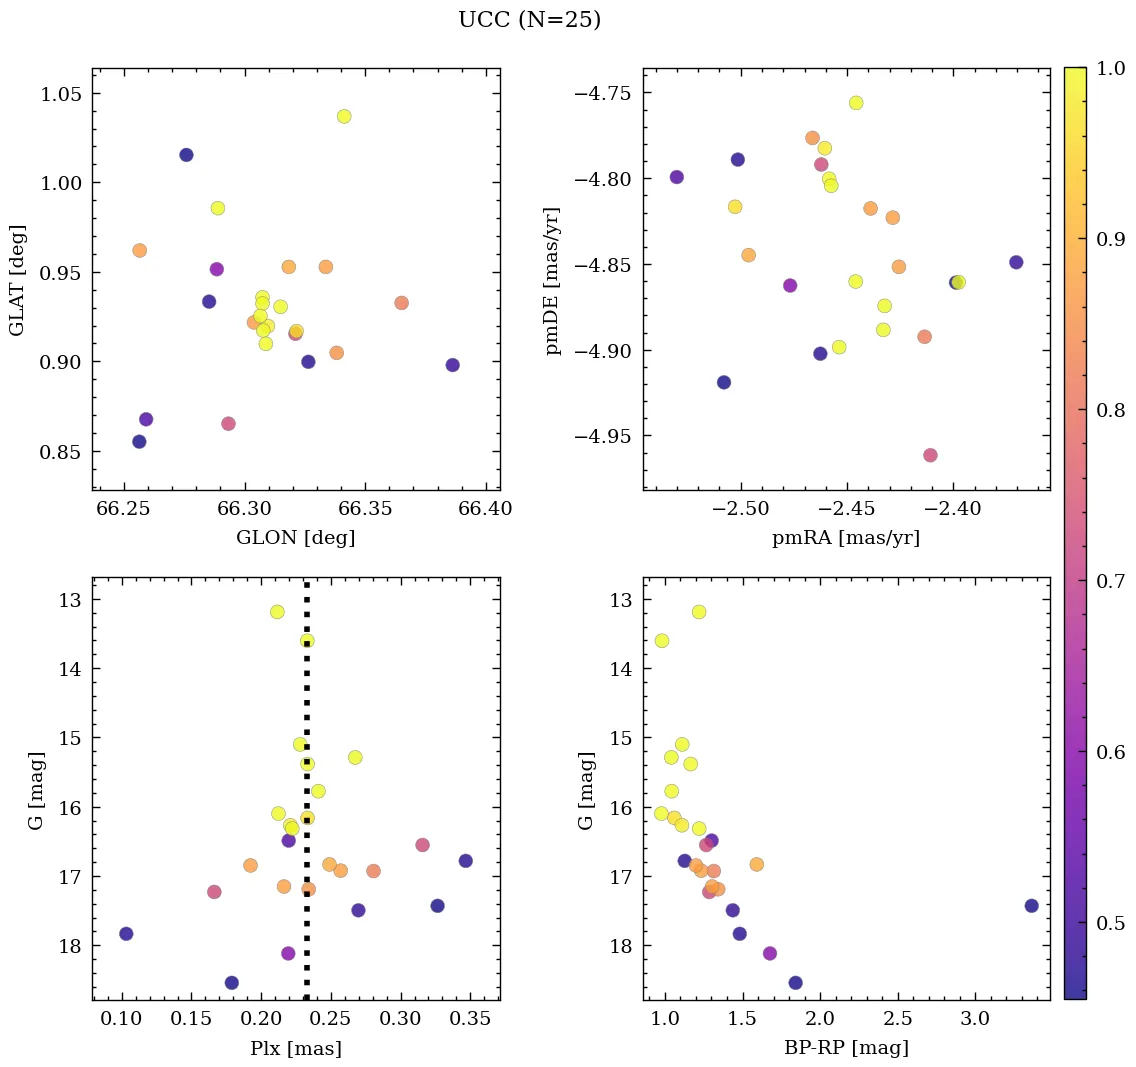 UCC (N=25)
1.05
1.00
0.95
0.90
0.85
GLAT [deg]
66.25 66.30 66.35 66.40
GLON [deg]
−4.75
−4.80
−4.85
−4.90
−4.95
pmDE [mas/yr]
−2.50 −2.45 −2.40
pmRA [mas/yr]
13
14
15
16
17
18
G [mag]
0.10 0.15 0.20 0.25 0.30 0.35
Plx [mas]
13
14
15
16
17
18
G [mag]
1.0 1.5 2.0 2.5 3.0
BP-RP [mag]
1.0
0.9
0.8
0.7
0.6
0.5